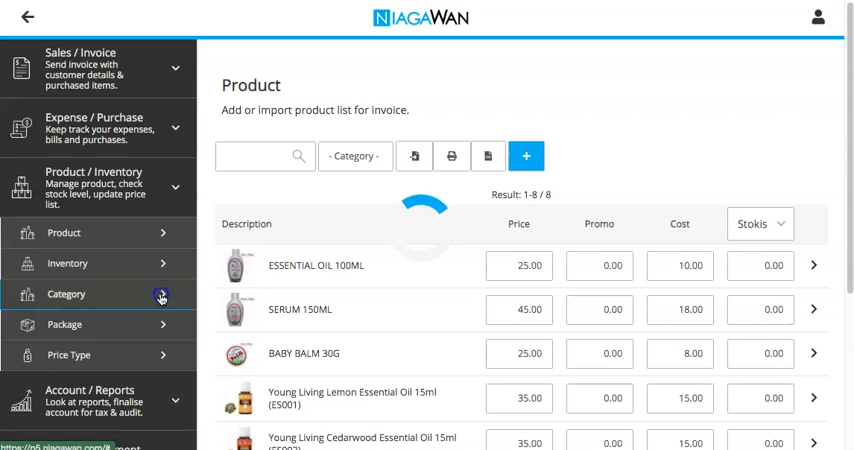 NIAGAWAN
Sales / Invoice
Send invoice with
customer details &
purchased items.
Expense / Purchase
Keep track your expenses,
bills and purchases.
Product / Inventory
Manage product, check
stock level, update price
list.
Product
Inventory
Category
Package
Price Type
Account / Reports
Look at reports, finalise
account for tax & audit.
https://p5.niagawan.com/#
Product
Add or import product list for invoice.
- Category -
+
Result: 1-8 / 8
Description Price Promo Cost Stokis
ESSENTIAL OIL 100ML 25.00 0.00 10.00 0.00
SERUM 150ML 45.00 0.00 18.00 0.00
BABY BALM 30G 25.00 0.00 8.00 0.00
Young Living Lemon Essential Oil 15ml
(ES001) 35.00 0.00 15.00 0.00
Young Living Cedarwood Essential Oil 15ml
35.00 0.00 15.00 0.00